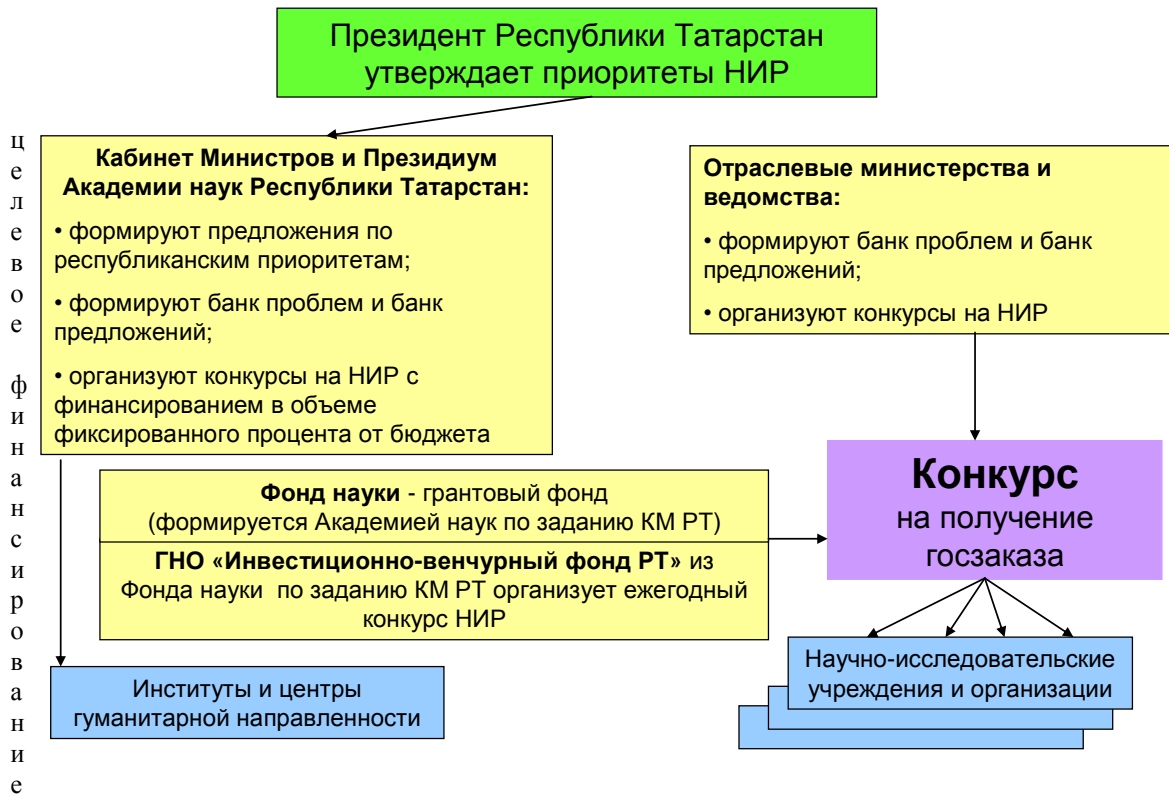 Президент Республики Татарстан
утверждает приоритеты НИР
целевое финансирование
Кабинет Министров и Президиум
Академии наук Республики Татарстан:
• формируют предложения по
республиканским приоритетам;
• формируют банк проблем и банк
предложений;
• организуют конкурсы на НИР с
финансированием в объеме
фиксированного процента от бюджета
Отраслевые министерства и
ведомства:
• формируют банк проблем и банк
предложений;
• организуют конкурсы на НИР
Фонд науки - грантовый фонд
(формируется Академией наук по заданию КМ РТ)
ГНО «Инвестиционно-венчурный фонд РТ» из
Фонда науки по заданию КМ РТ организует ежегодный
конкурс НИР
Конкурс
на получение
госзаказа
Институты и центры
гуманитарной направленности
Научно-исследовательские
учреждения и организации